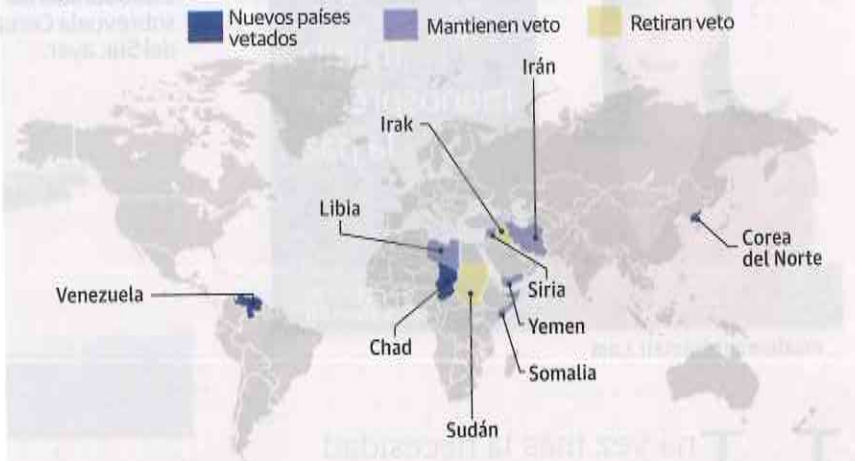 Nuevos países
vetados
Mantienen veto
Retiran veto
Irán
Irak
Libia
Corea
del Norte
Venezuela
Siria
Yemen
Chad
Somalia
Sudán